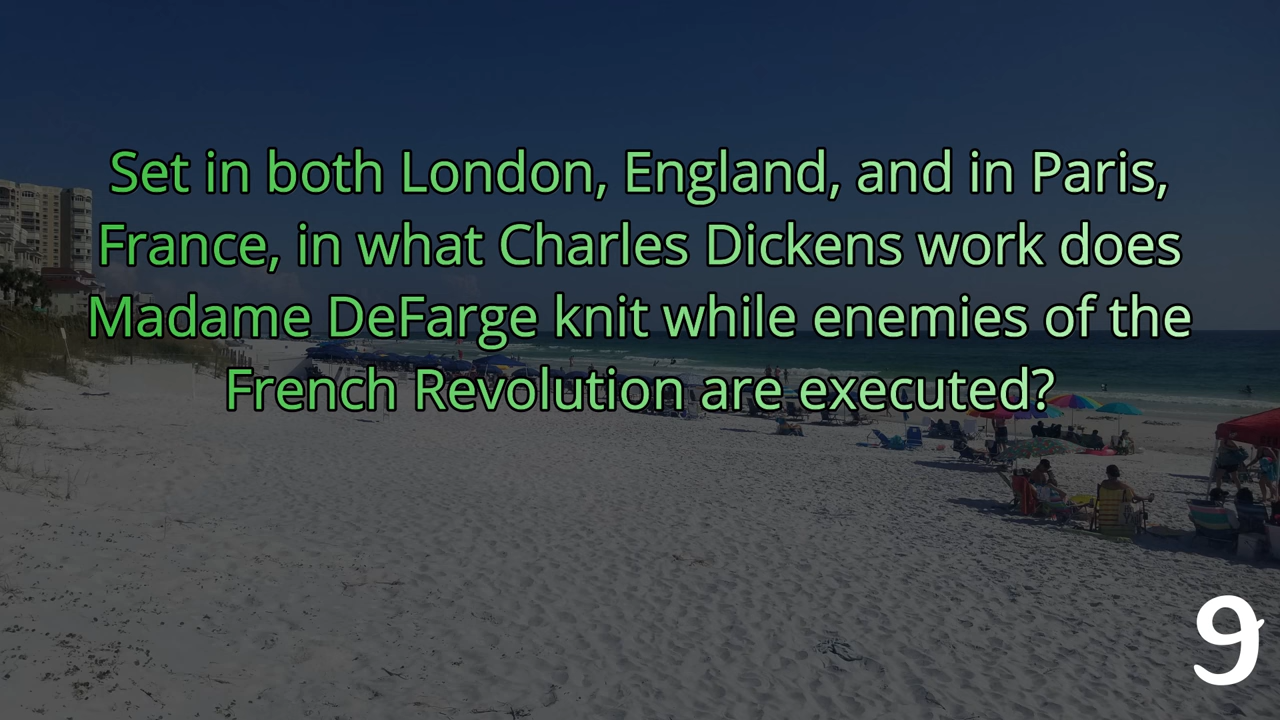 Set in both London, England, and in Paris,
France, in what Charles Dickens work does
Madame DeFarge knit while enemies of the
French Revolution are executed?
9